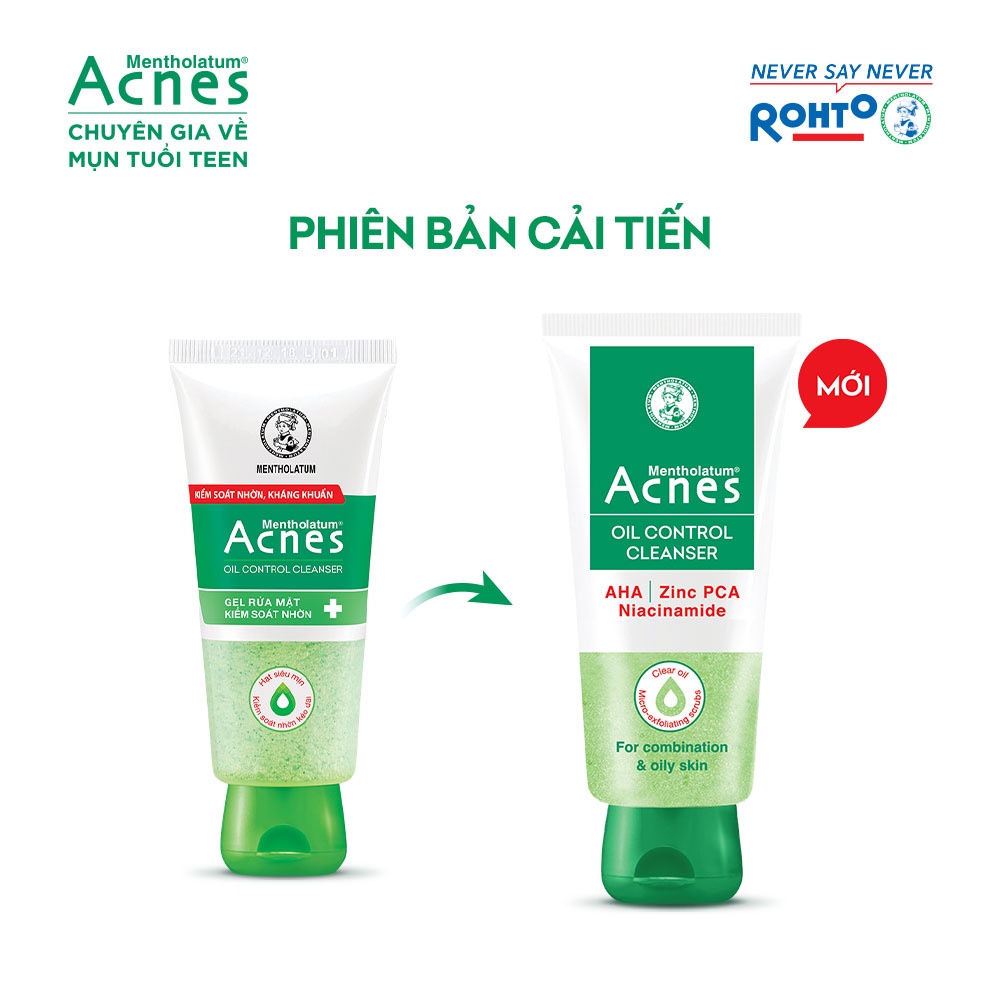 Mentholatum®
Acnes
CHUYÊN GIA VỀ
MỤN TUỔI TEEN
NEVER SAY NEVER
ROHTO
PHIÊN BẢN CẢI TIẾN
MENTHOLATUM
KIỂM SOÁT NHỜN, KHÁNG KHUẨN
Mentholatum®
Acnes
OIL CONTROL CLEANSER
GEL RỬA MẶT
KIỂM SOÁT NHỜN
Hạt siêu mịn
Kiểm soát nhờn kéo dài
MỚI
Mentholatum®
Acnes
OIL CONTROL
CLEANSER
AHA | Zinc PCA
Niacinamide
Clear oil
Micro-exfoliating scrubs
For combination
& oily skin